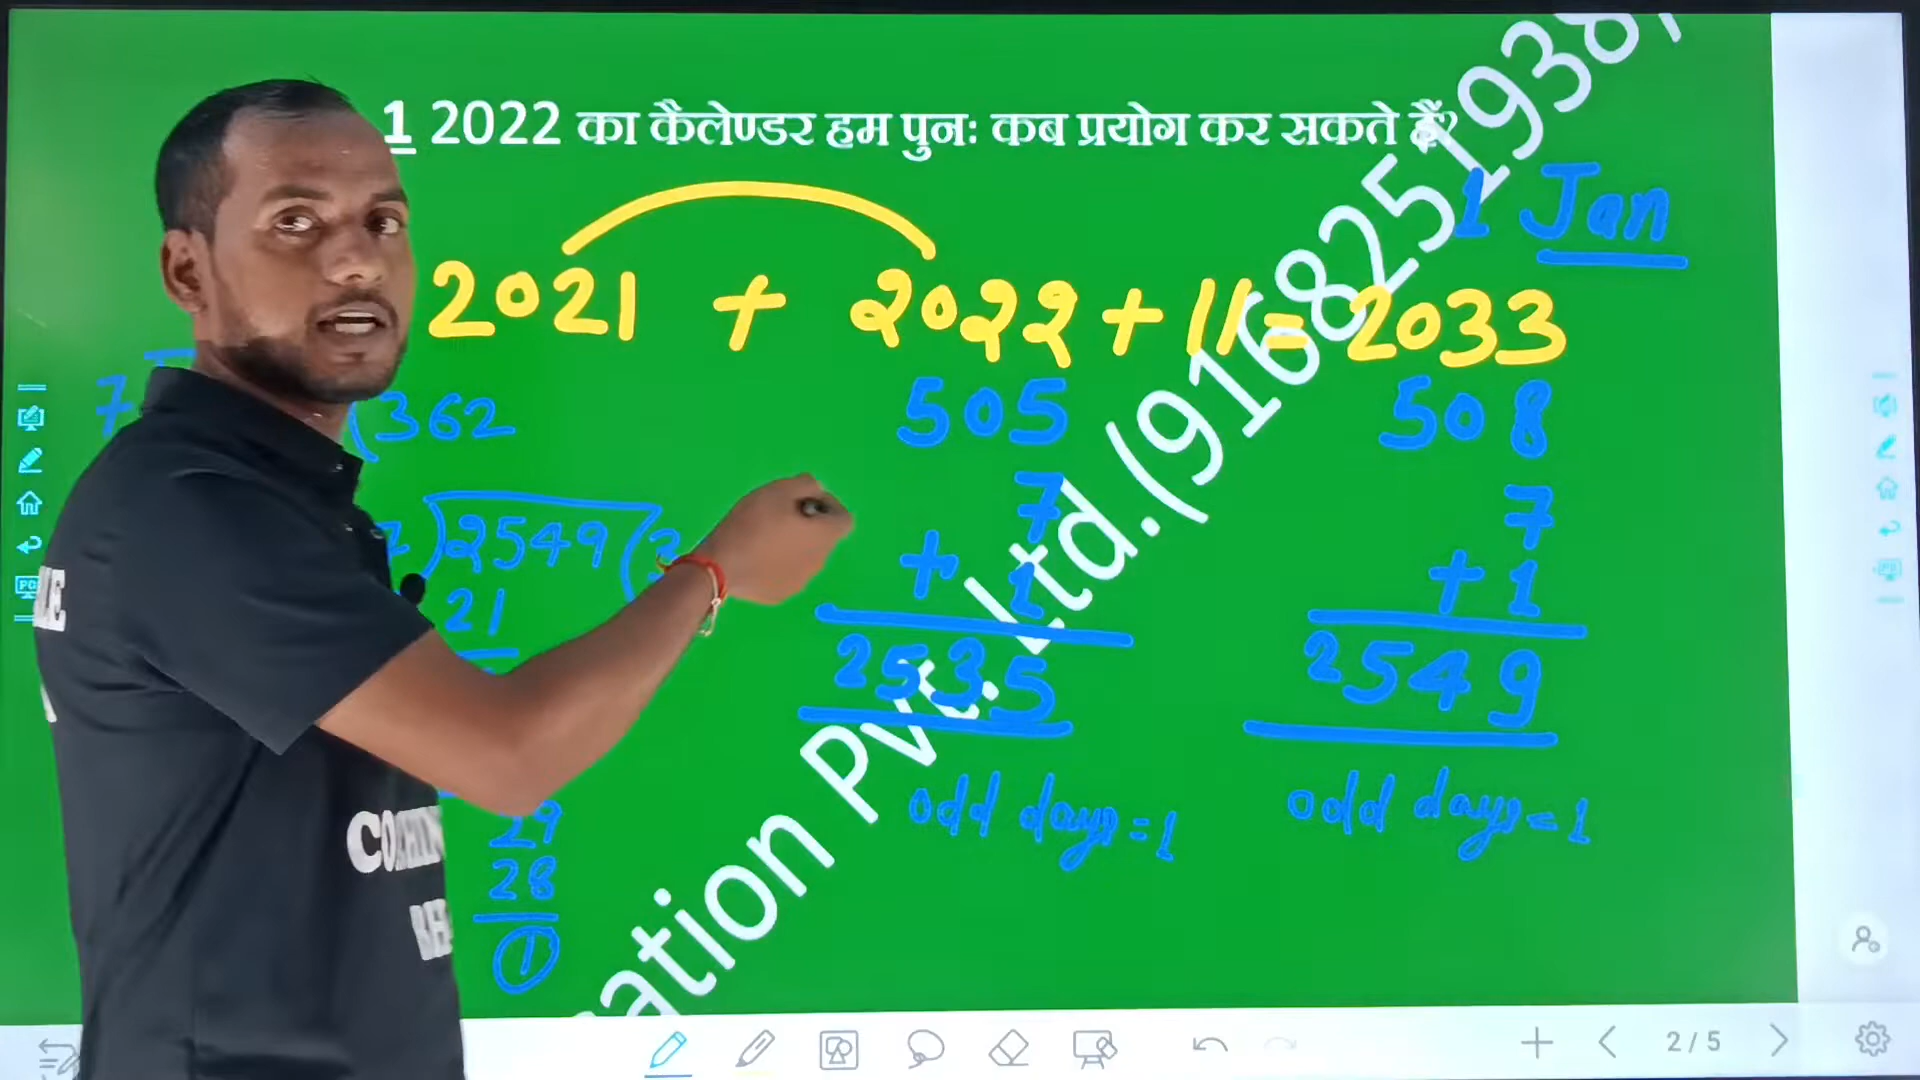 1 2022 का कैलेण्डर हम पुनः कब प्रयोग कर सकते हैं?
1 Jan
2021 + 2022 + 11 = 2033
7
362
505
508
7
7
7 2549
+ 1
+ 1
21
2535
2549
odd days = 1
odd days = 1
29
28
1
ation Pvt. Ltd.(916825193
2 / 5